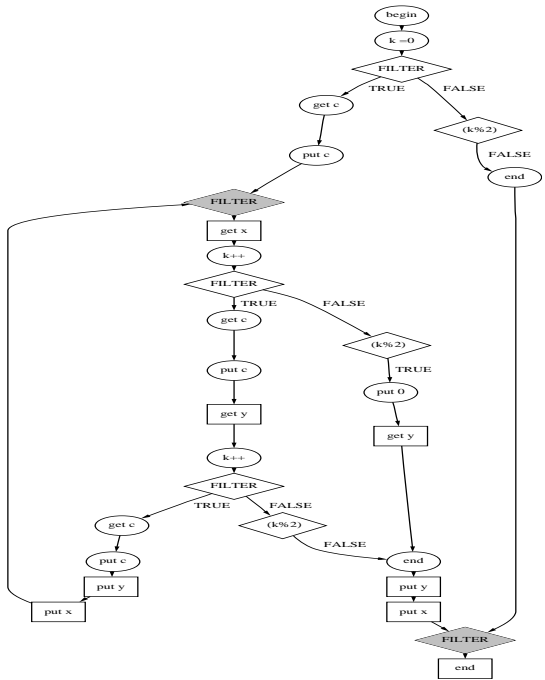 begin
k =0
FILTER
TRUE
FALSE
get c
(k%2)
FALSE
put c
end
FILTER
get x
k++
FILTER
TRUE
FALSE
get c
(k%2)
TRUE
put c
put 0
get y
get y
k++
FILTER
TRUE
FALSE
get c
(k%2)
FALSE
put c
end
put y
put y
put x
put x
FILTER
end